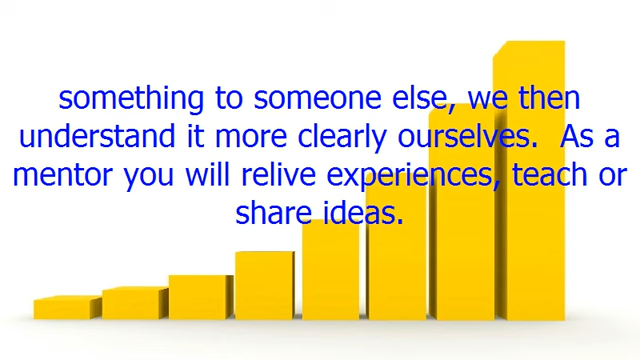 something to someone else, we then
understand it more clearly ourselves.  As a
mentor you will relive experiences, teach or
share ideas.